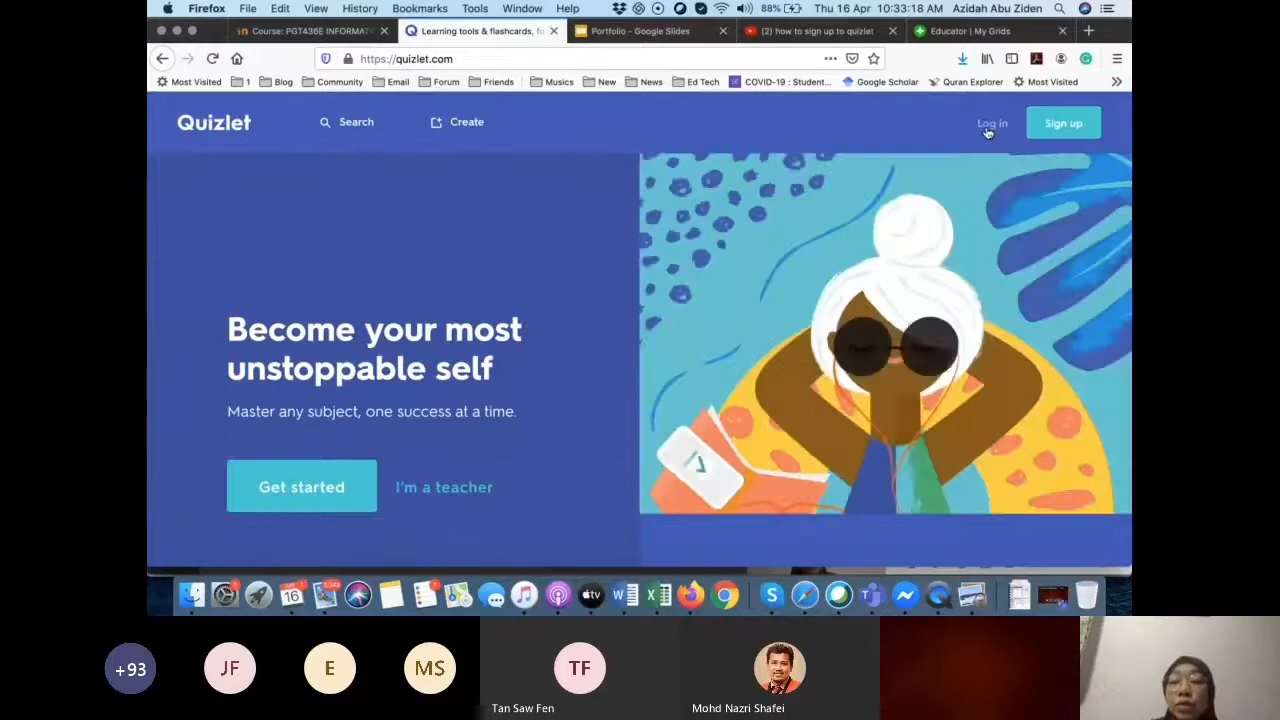 Firefox File Edit View History Bookmarks Tools Window Help 88% Thu 16 Apr 10:33:18 AM Azidah Abu Ziden
Course: PGT436E INFORMATI Learning tools & flashcards, fo Portfolio - Google Slides (2) how to sign up to quizlet - Educator | My Grids
https://quizlet.com
Most Visited 1 Blog Community Email Forum Friends Musics New News Ed Tech COVID-19 : Student... Google Scholar Quran Explorer Most Visited
Quizlet Search Create Log in Sign up
Become your most
unstoppable self
Master any subject, one success at a time.
Get started I'm a teacher
16 tv
+93 JF E MS TF
Tan Saw Fen Mohd Nazri Shafei